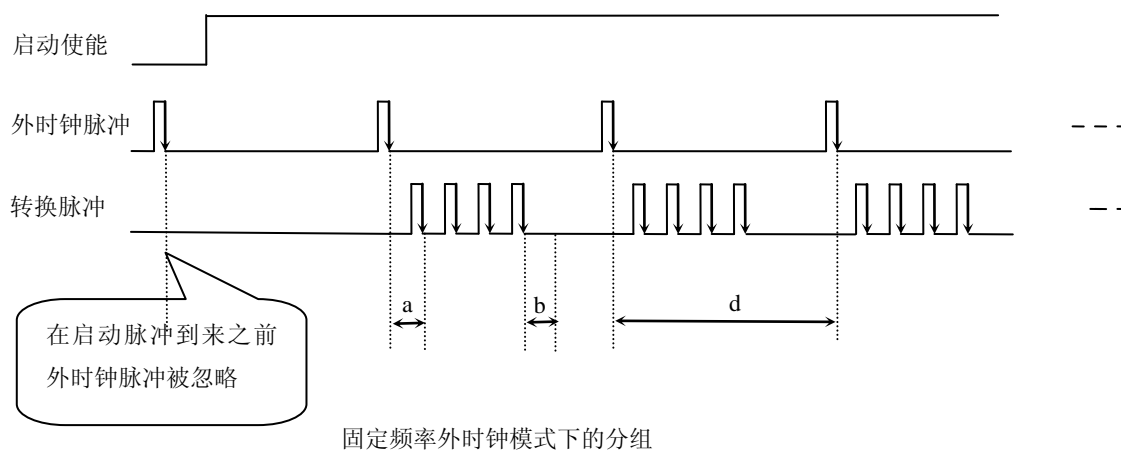 启动使能
外时钟脉冲
转换脉冲
a
b
d
在启动脉冲到来之前
外时钟脉冲被忽略
固定频率外时钟模式下的分组